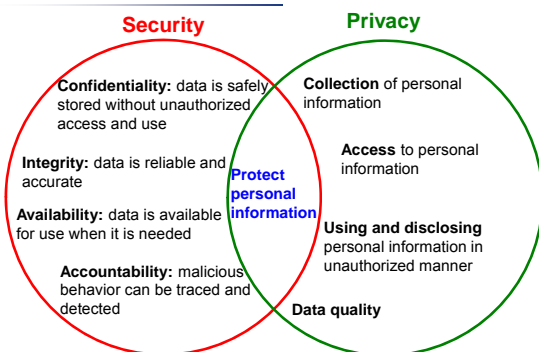 Security
Privacy
Confidentiality: data is safely
stored without unauthorized
access and use
Integrity: data is reliable and
accurate
Availability: data is available
for use when it is needed
Accountability: malicious
behavior can be traced and
detected
Protect
personal
information
Collection of personal
information
Access to personal
information
Using and disclosing
personal information in
unauthorized manner
Data quality